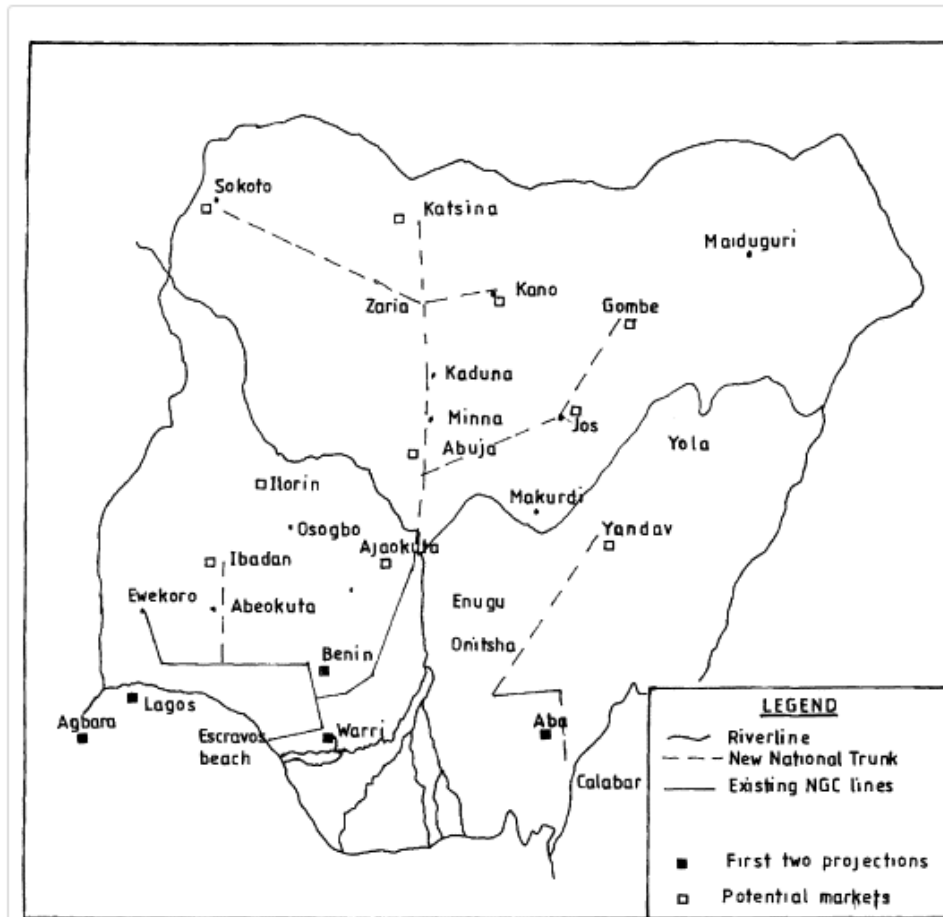 Sokoto
Katsina
Maiduguri
Zaria
Kano
Gombe
Kaduna
Minna
Jos
Abuja
Yola
Ilorin
Makurdi
Osogbo
Yandav
Ajaokuta
Ibadan
Ewekoro
Abeokuta
Enugu
Onitsha
Benin
Lagos
Agbara
Escravos
beach
Warri
Aba
Calabar
LEGEND
Riverline
New National Trunk
Existing NGC lines
First two projections
Potential markets